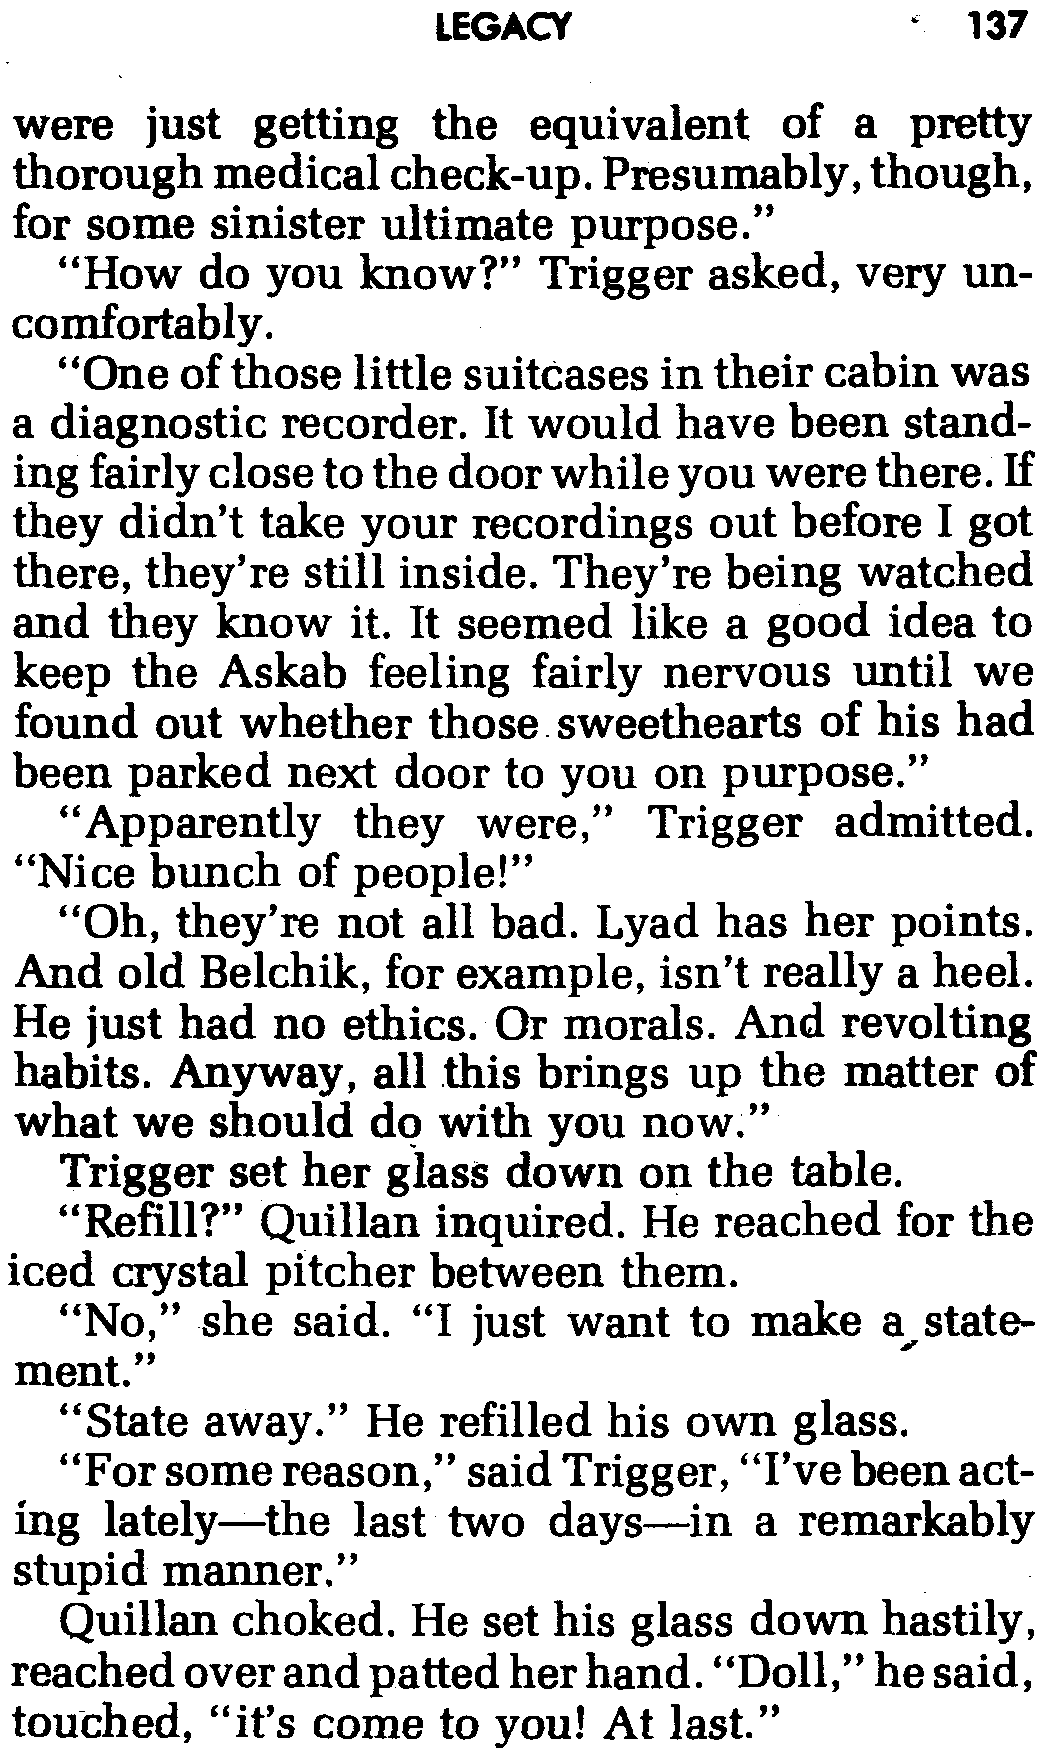 LEGACY 137
were just getting the equivalent of a pretty
thorough medical check-up. Presumably, though,
for some sinister ultimate purpose.”
“How do you know?” Trigger asked, very un-
comfortably.
“One of those little suitcases in their cabin was
a diagnostic recorder. It would have been stand-
ing fairly close to the door while you were there. If
they didn't take your recordings out before I got
there, they're still inside. They're being watched
and they know it. It seemed like a good idea to
keep the Askab feeling fairly nervous until we
found out whether those sweethearts of his had
been parked next door to you on purpose.”
“Apparently they were,” Trigger admitted.
“Nice bunch of people!”
“Oh, they're not all bad. Lyad has her points.
And old Belchik, for example, isn't really a heel.
He just had no ethics. Or morals. And revolting
habits. Anyway, all this brings up the matter of
what we should do with you now.”
Trigger set her glass down on the table.
“Refill?” Quillan inquired. He reached for the
iced crystal pitcher between them.
“No,” she said. “I just want to make a state-
ment.”
“State away.” He refilled his own glass.
“For some reason,” said Trigger, “I've been act-
ing lately—the last two days—in a remarkably
stupid manner.”
Quillan choked. He set his glass down hastily,
reached over and patted her hand. “Doll,” he said,
touched, “it's come to you! At last.”